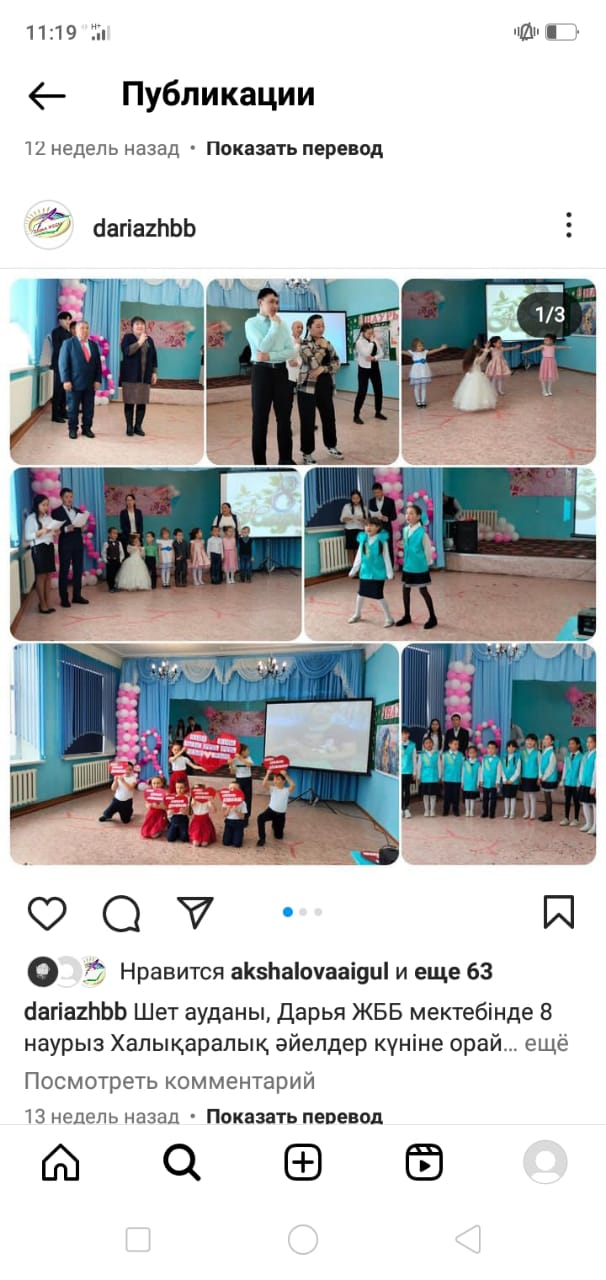 11:19
H+
Публикации
12 недель назад • Показать перевод
dariazhbb
1/3
Нравится akshalovaaigul и еще 63
dariazhbb Шет ауданы, Дарья ЖББ мектебінде 8
наурыз Халықаралық әйелдер күніне орай... ещё
Посмотреть комментарий
13 недель назад • Показать перевод